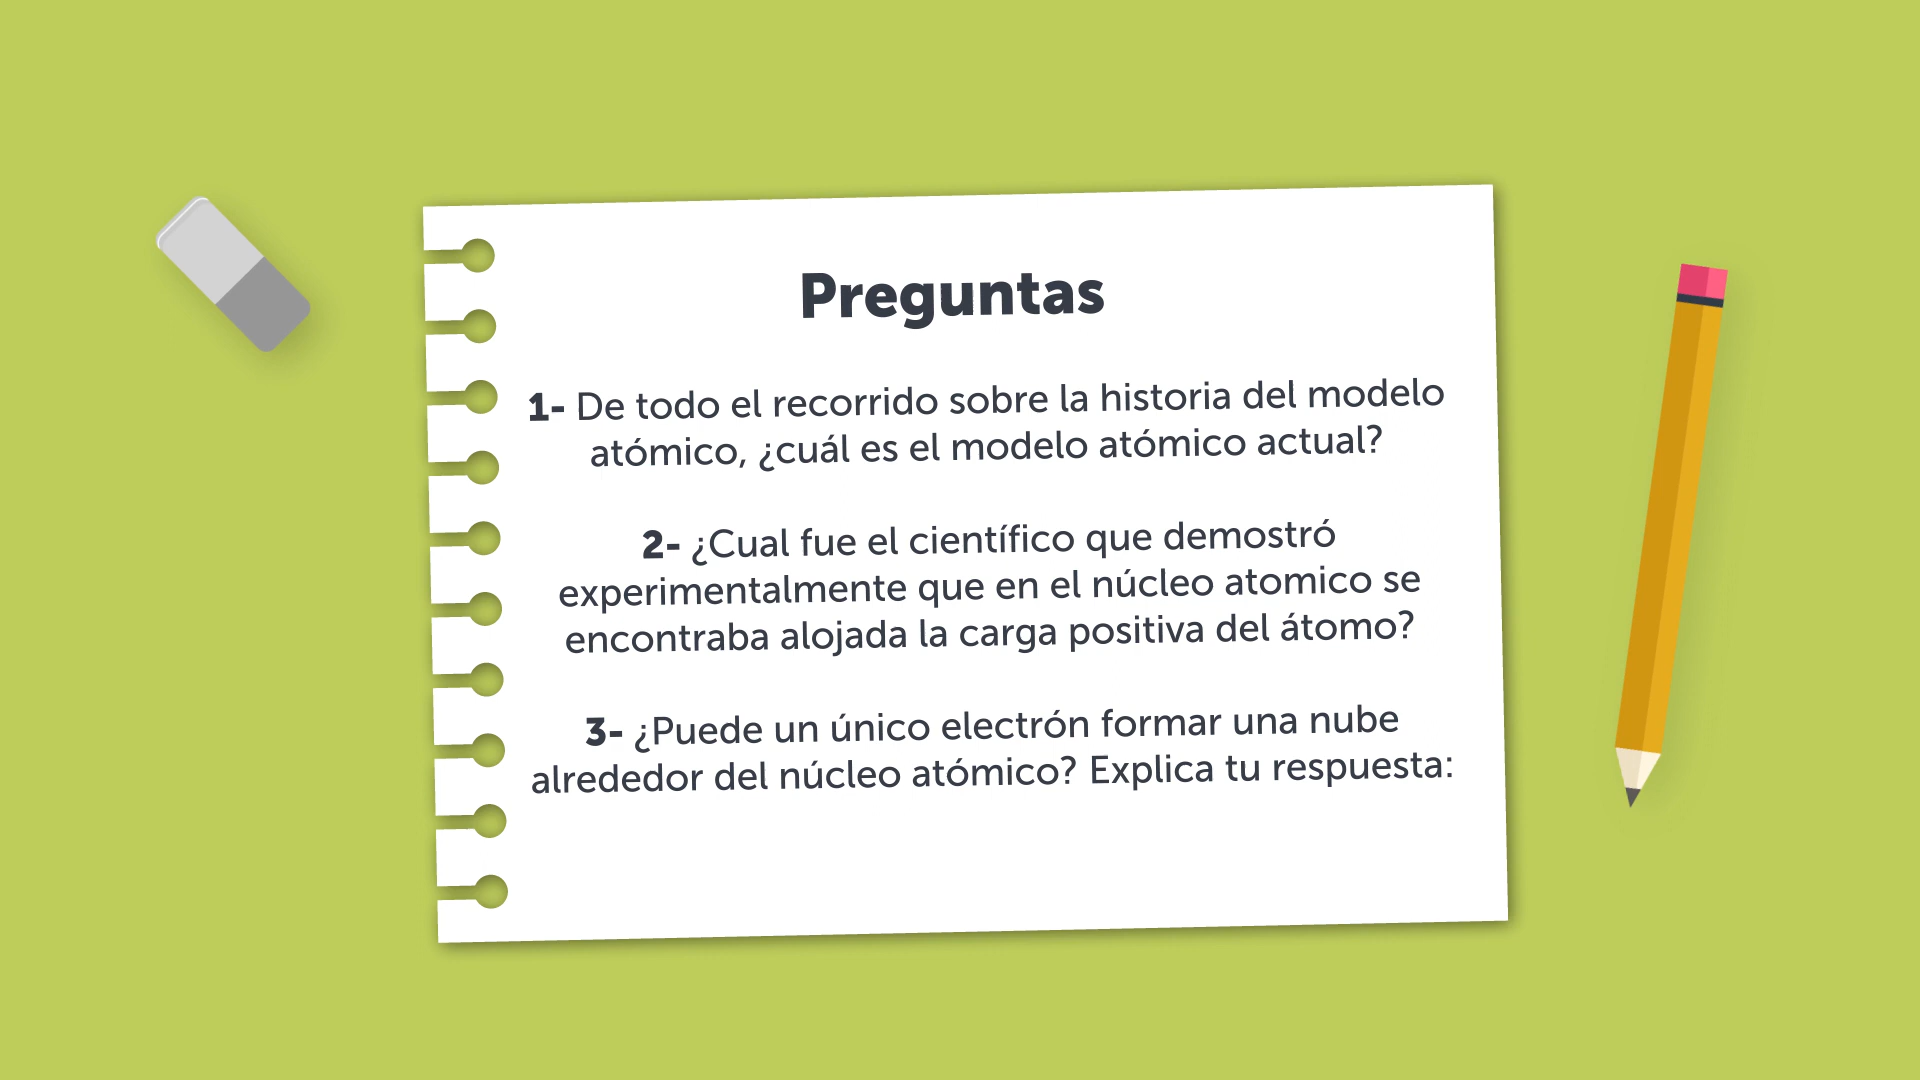 Preguntas
1- De todo el recorrido sobre la historia del modelo
atómico, ¿cuál es el modelo atómico actual?
2- ¿Cual fue el científico que demostró
experimentalmente que en el núcleo atomico se
encontraba alojada la carga positiva del átomo?
3- ¿Puede un único electrón formar una nube
alrededor del núcleo atómico? Explica tu respuesta: